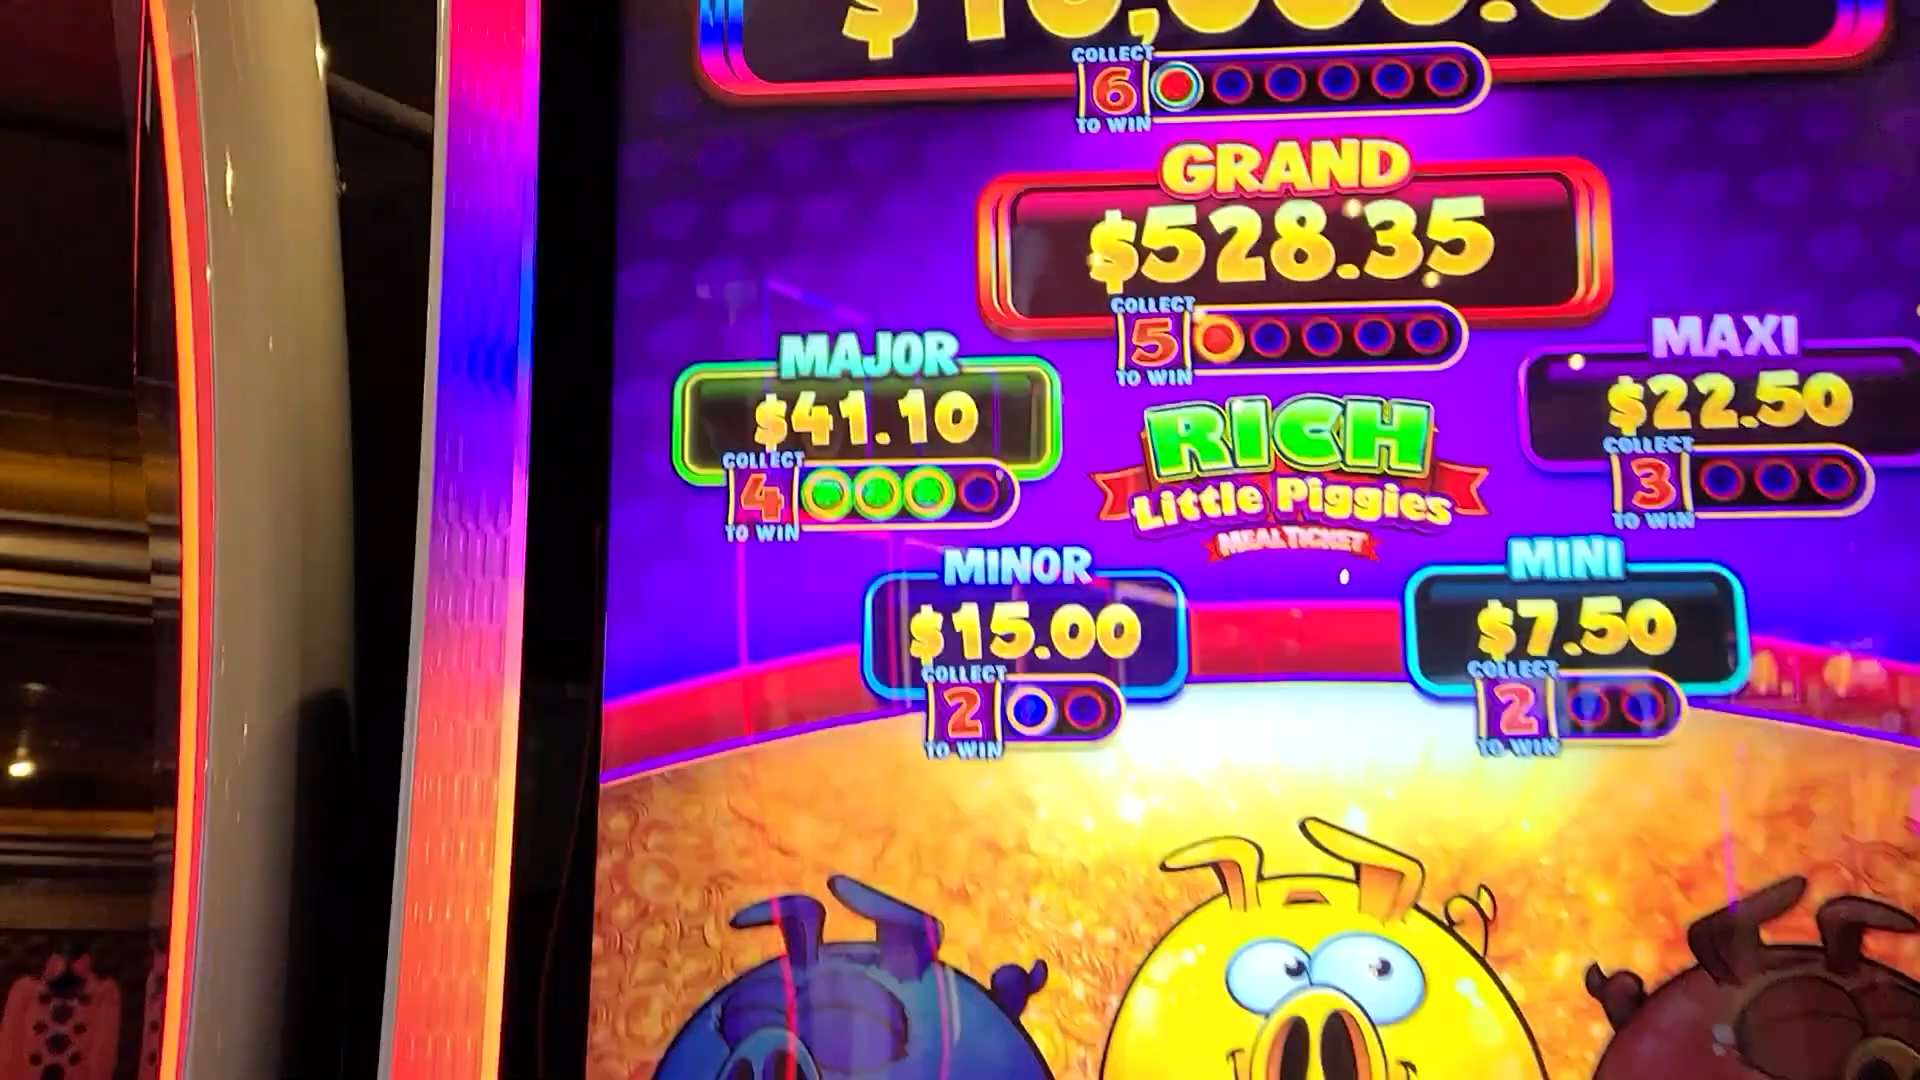 COLLECT
6
TO WIN
GRAND
$528.35
COLLECT
5
TO WIN
MAJOR
$41.10
COLLECT
4
TO WIN
MAXI
$22.50
COLLECT
3
TO WIN
RICH
Little Piggies
MEAL TICKET
MINOR
$15.00
COLLECT
2
TO WIN
MINI
$7.50
COLLECT
2
TO WIN